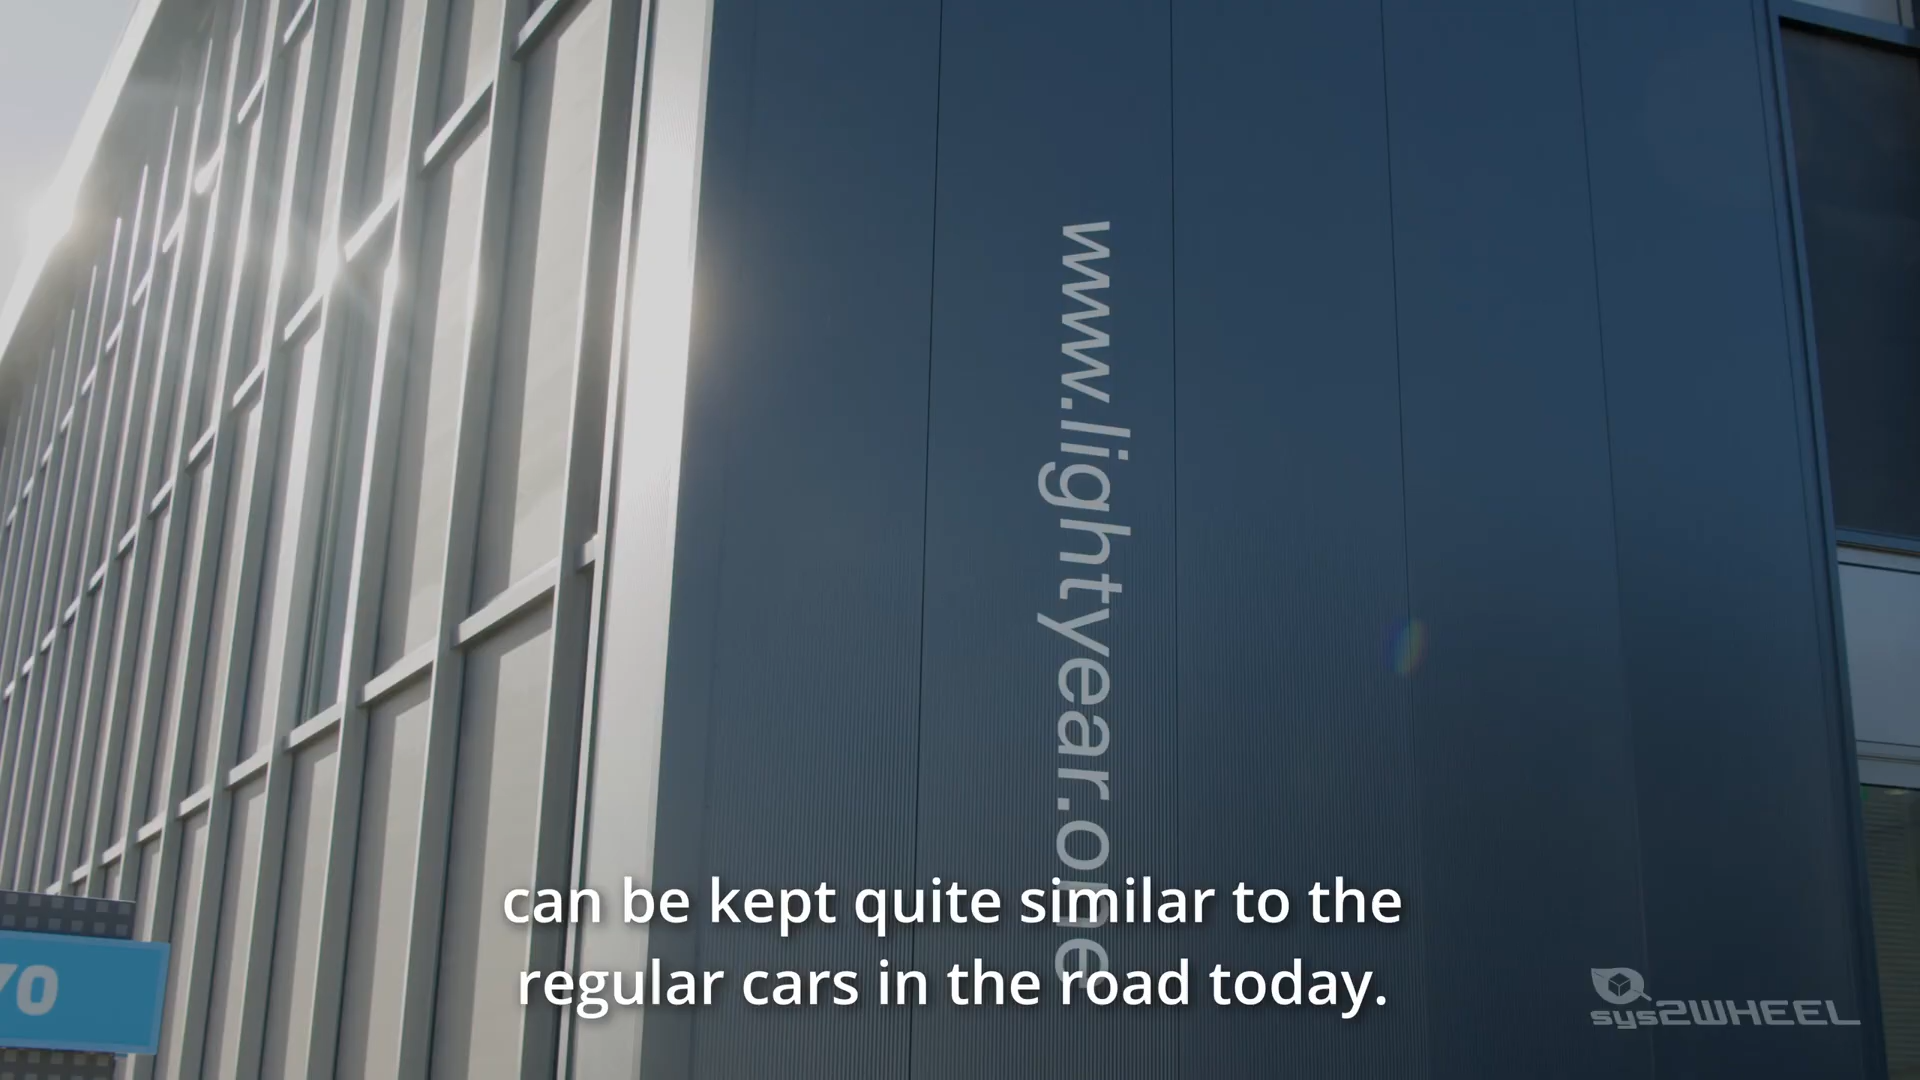 www.lightyear.one
can be kept quite similar to the
regular cars in the road today.
sys2WHEEL